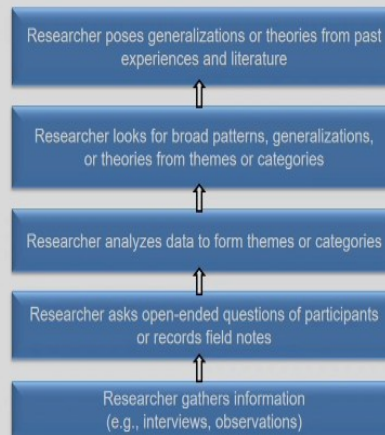 Researcher poses generalizations or theories from past
experiences and literature
Researcher looks for broad patterns, generalizations,
or theories from themes or categories
Researcher analyzes data to form themes or categories
Researcher asks open-ended questions of participants
or records field notes
Researcher gathers information
(e.g., interviews, observations)